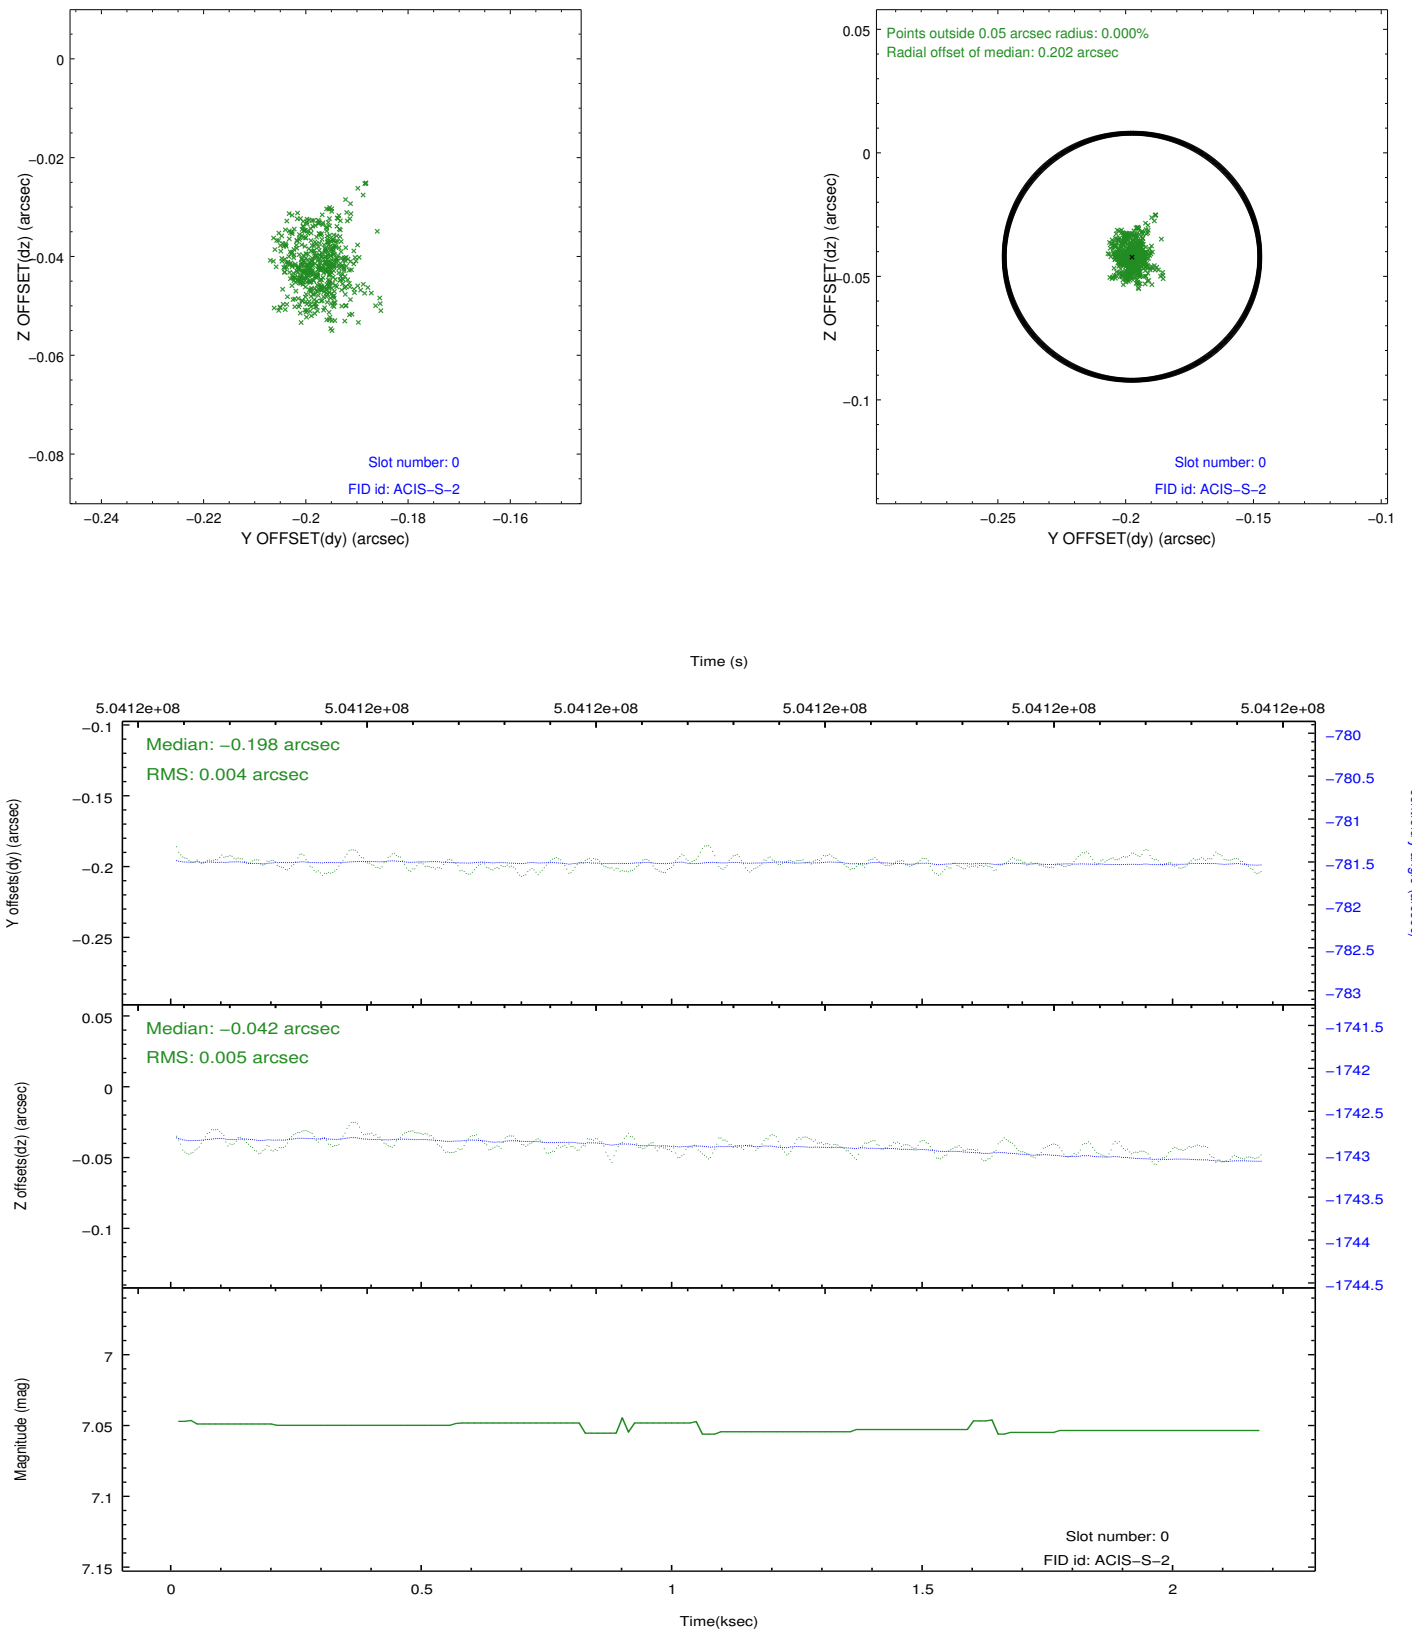 0
−0.02
−0.04
−0.06
−0.08
Z OFFSET(dz) (arcsec)
Slot number: 0
FID id: ACIS−S−2
−0.24
−0.22
−0.2
−0.18
−0.16
Y OFFSET(dy) (arcsec)
Points outside 0.05 arcsec radius: 0.000%
Radial offset of median: 0.202 arcsec
0.05
0
−0.05
−0.1
Z OFFSET(dz) (arcsec)
Slot number: 0
FID id: ACIS−S−2
−0.25
−0.2
−0.15
−0.1
Y OFFSET(dy) (arcsec)
Time (s)
5.0412e+08
5.0412e+08
5.0412e+08
5.0412e+08
5.0412e+08
5.0412e+08
Median: −0.198 arcsec
RMS: 0.004 arcsec
−0.1
−0.15
−0.2
−0.25
Y offsets(dy) (arcsec)
−780
−780.5
−781
−781.5
−782
−782.5
−783
Median: −0.042 arcsec
RMS: 0.005 arcsec
0.05
0
−0.05
−0.1
Z offsets(dz) (arcsec)
−1741.5
−1742
−1742.5
−1743
−1743.5
−1744
−1744.5
7
7.05
7.1
7.15
Magnitude (mag)
Slot number: 0
FID id: ACIS−S−2
0
0.5
1
1.5
2
Time(ksec)